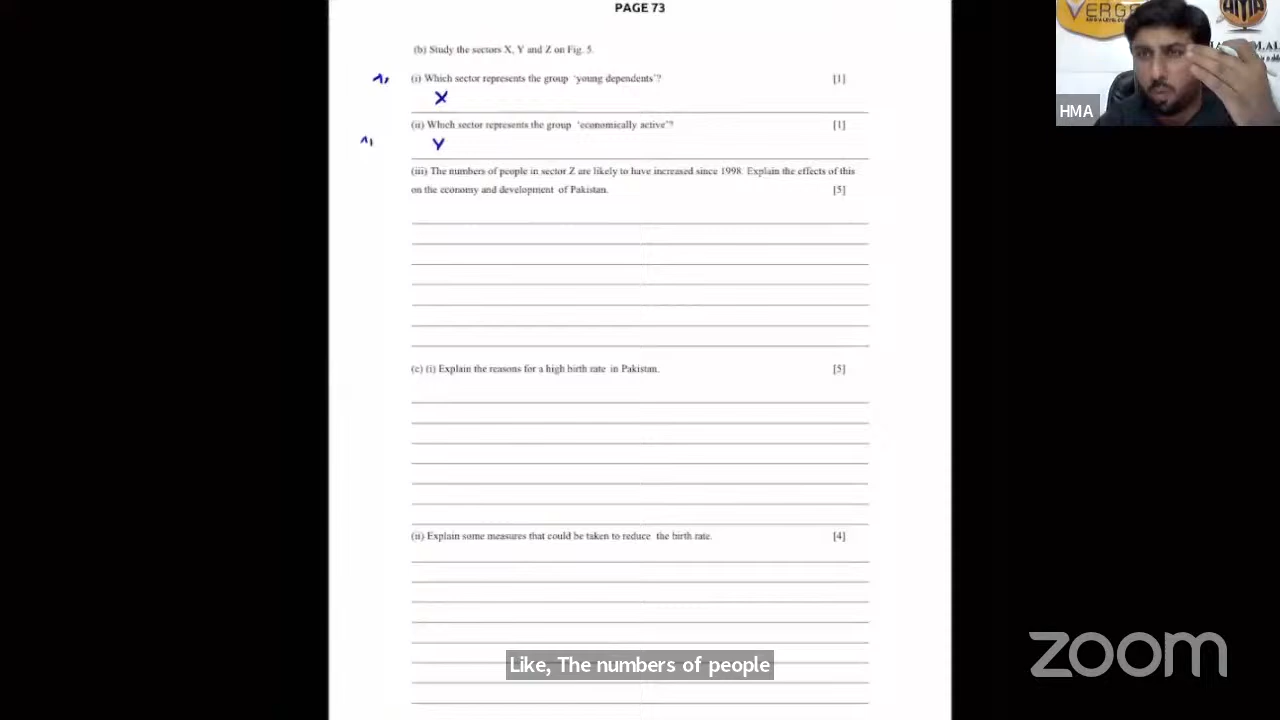 PAGE 73
VERGE
HMA
(b) Study the sectors X, Y and Z on Fig. 5.
(i) Which sector represents the group 'young dependents'? [1]
X
HMA
(ii) Which sector represents the group 'economically active'? [1]
Y
(iii) The numbers of people in sector Z are likely to have increased since 1998. Explain the effects of this
on the economy and development of Pakistan. [5]
(c) (i) Explain the reasons for a high birth rate in Pakistan. [5]
(ii) Explain some measures that could be taken to reduce the birth rate. [4]
Like, The numbers of people
zoom